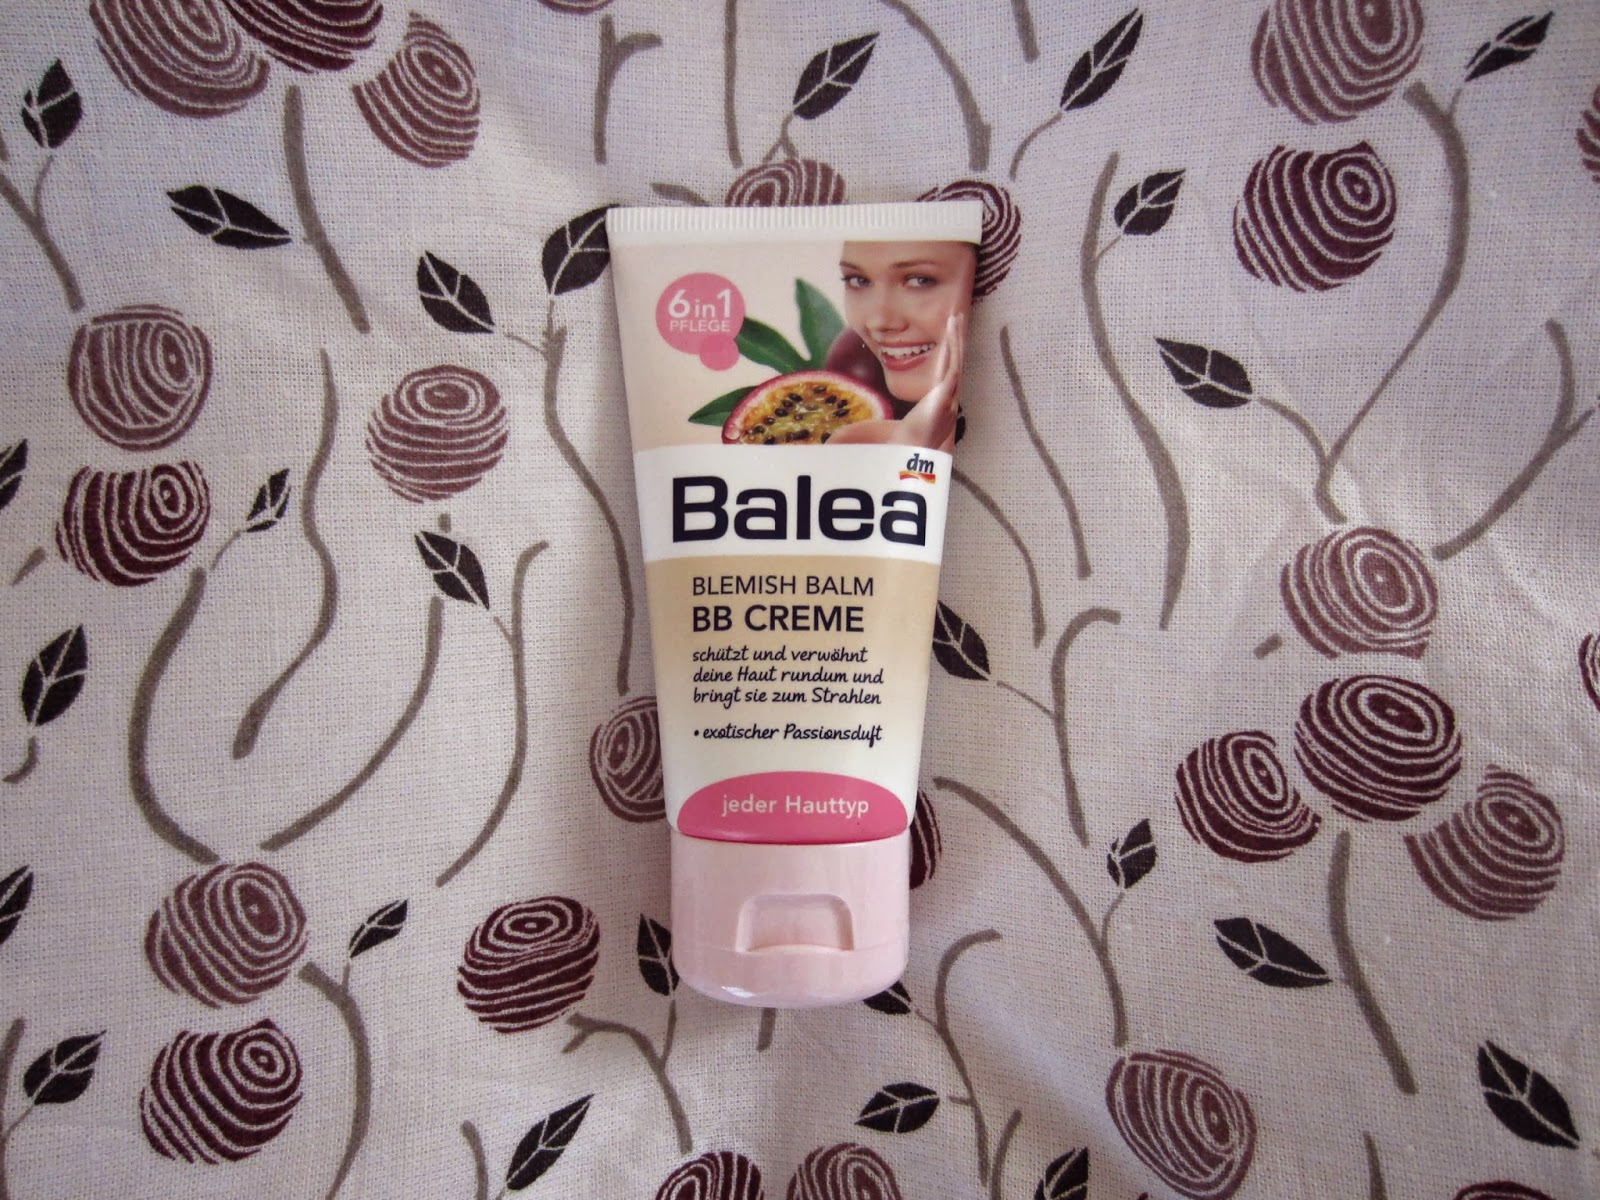 6 in 1
PFLEGE
dm
Balea
BLEMISH BALM
BB CREME
schützt und verwöhnt
deine Haut rundum und
bringt sie zum Strahlen
• exotischer Passionsduft
jeder Hauttyp